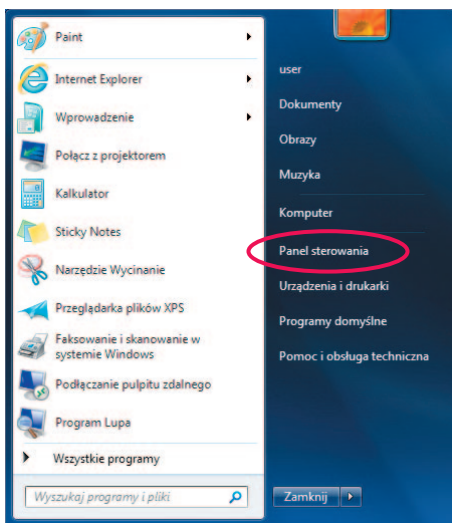 Paint
Internet Explorer
Wprowadzenie
Połącz z projektorem
Kalkulator
Sticky Notes
Narzędzie Wycinanie
Przeglądarka plików XPS
Faksowanie i skanowanie w
systemie Windows
Podłączanie pulpitu zdalnego
Program Lupa
Wszystkie programy
Wyszukaj programy i pliki
user
Dokumenty
Obrazy
Muzyka
Komputer
Panel sterowania
Urządzenia i drukarki
Programy domyślne
Pomoc i obsługa techniczna
Zamknij